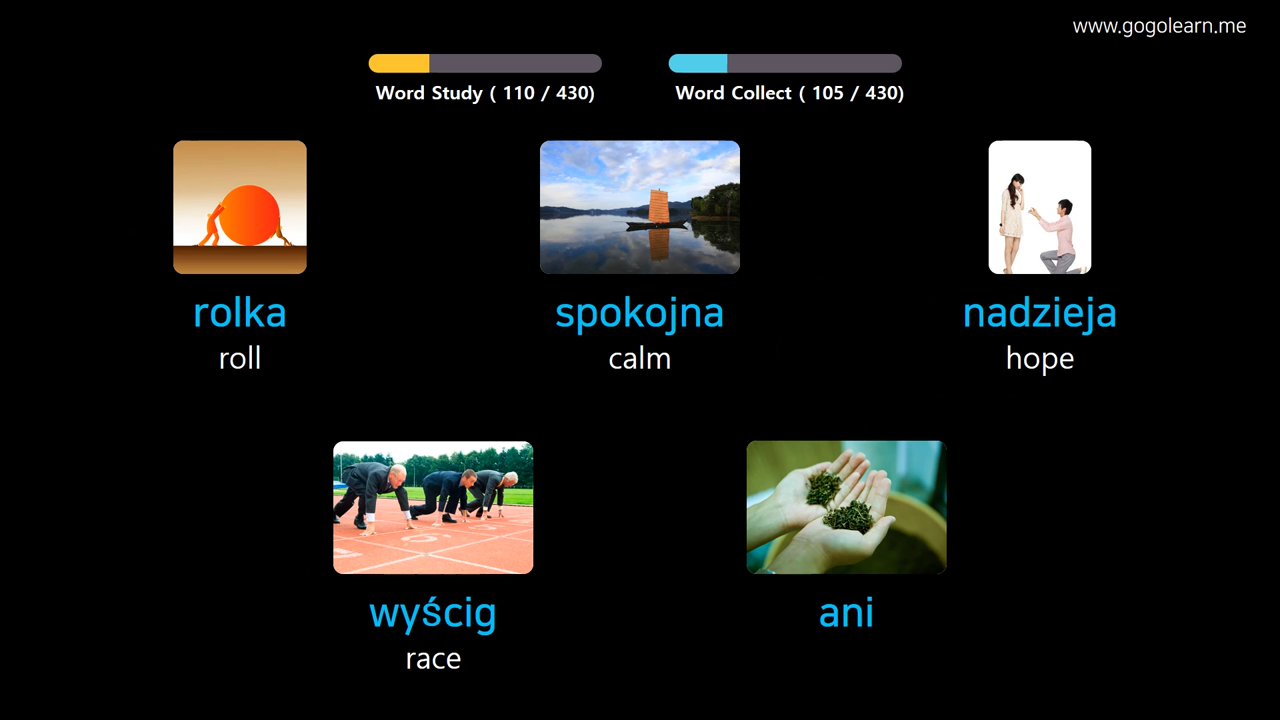 www.gogolearn.me
Word Study ( 110 / 430)
Word Collect ( 105 / 430)
rolka
roll
spokojna
calm
nadzieja
hope
wyścig
race
ani